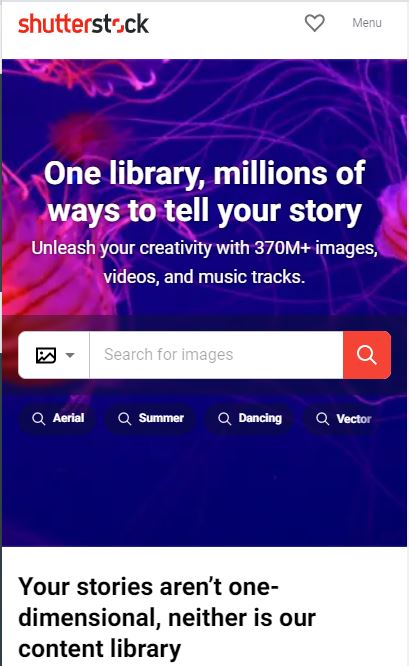 shutterstock
Menu
One library, millions of
ways to tell your story
Unleash your creativity with 370M+ images,
videos, and music tracks.
Search for images
Aerial Summer Dancing Vector
Your stories aren’t one-
dimensional, neither is our
content library